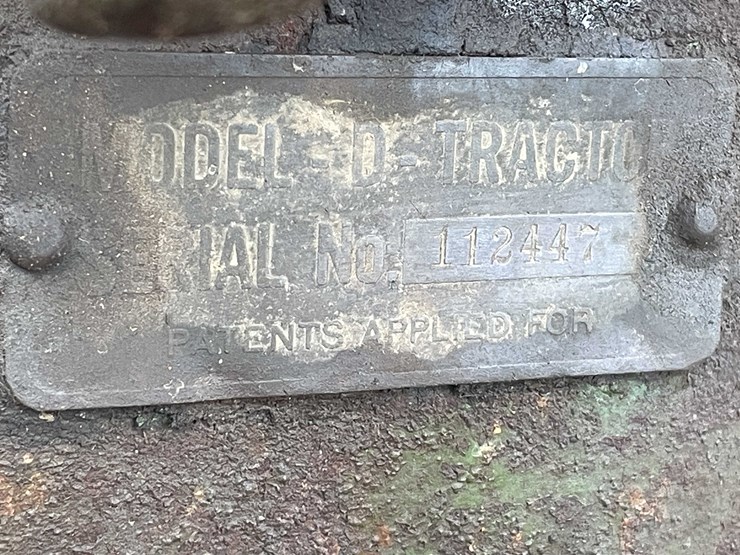 MODEL-D-TRACTO
SERIAL NO. 112447
PATENTS APPLIED FOR